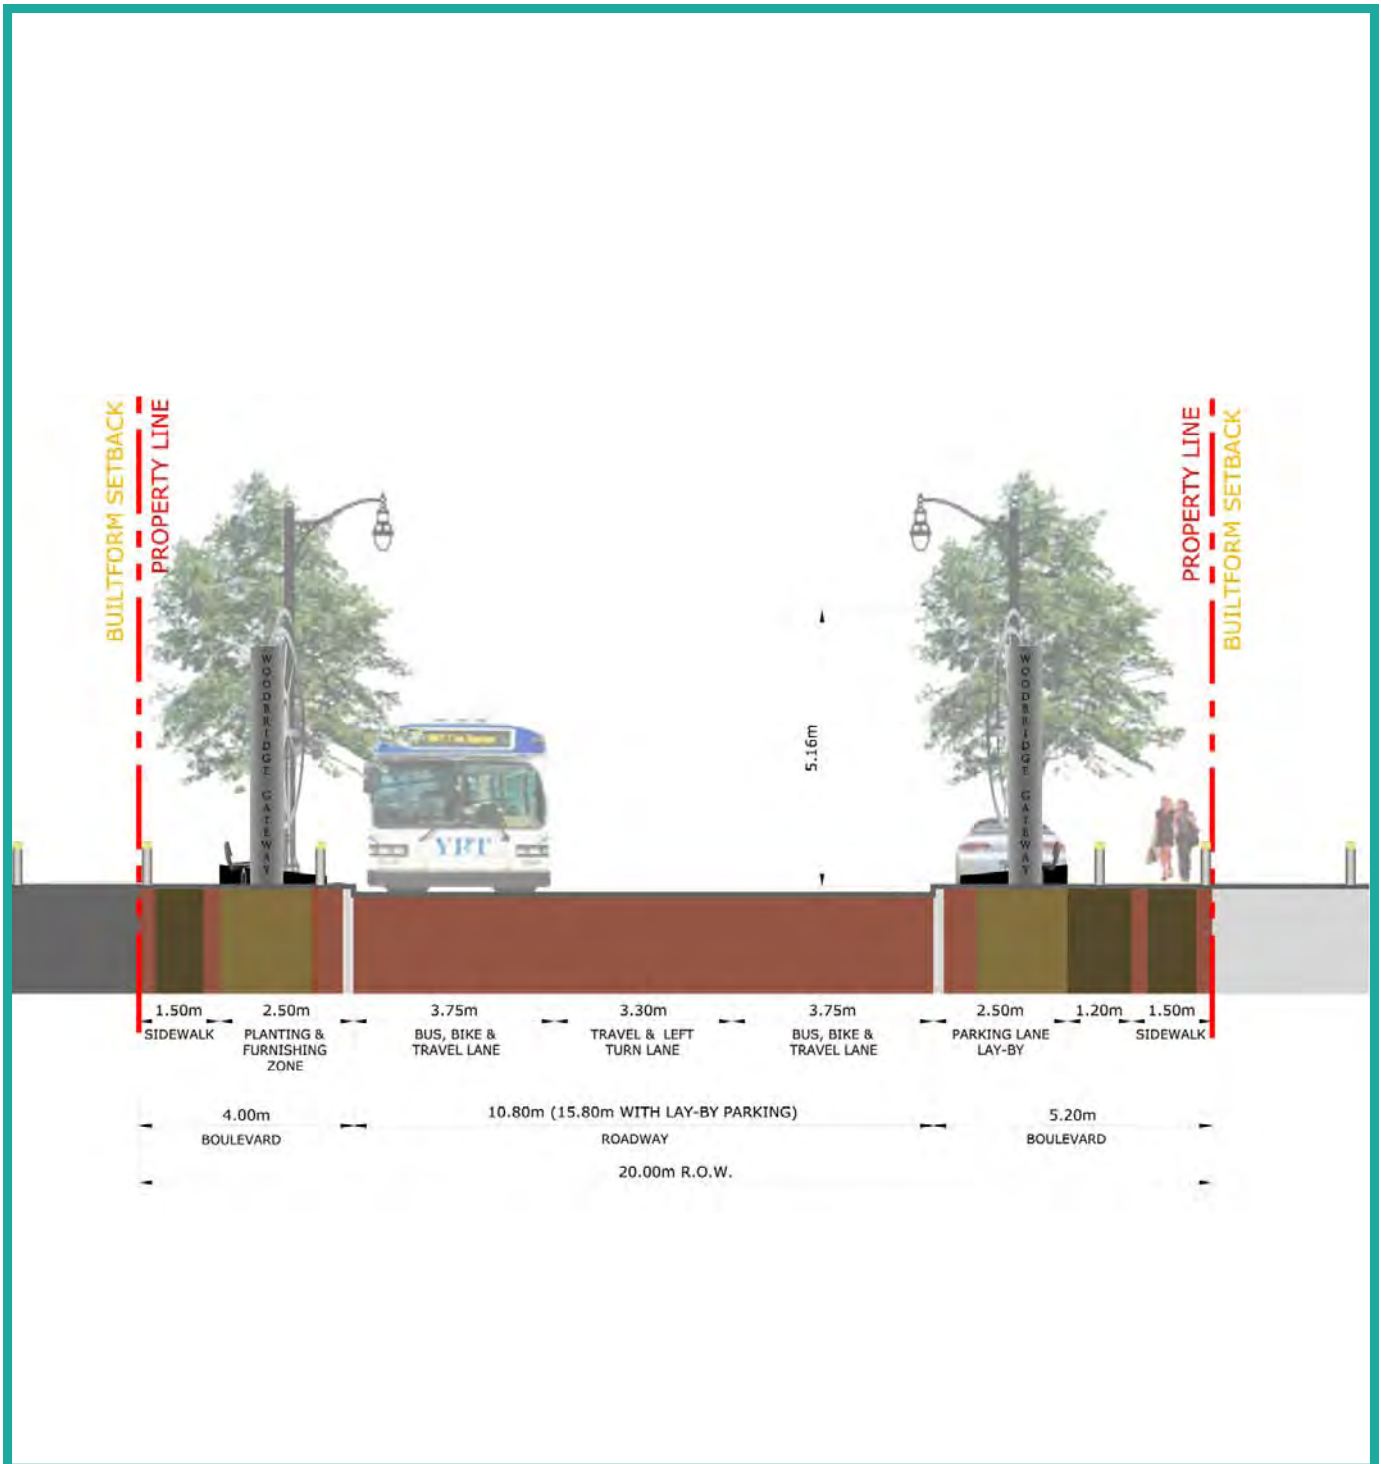 BUILTFORM SETBACK
PROPERTY LINE
PROPERTY LINE
BUILTFORM SETBACK
WOODBRIDGE GATEWAY
WOODBRIDGE GATEWAY
5.16m
YRT
1.50m
2.50m
3.75m
3.30m
3.75m
2.50m
1.20m
1.50m
SIDEWALK
PLANTING &
FURNISHING
ZONE
BUS, BIKE &
TRAVEL LANE
TRAVEL & LEFT
TURN LANE
BUS, BIKE &
TRAVEL LANE
PARKING LANE
LAY-BY
SIDEWALK
4.00m
10.80m (15.80m WITH LAY-BY PARKING)
5.20m
BOULEVARD
ROADWAY
BOULEVARD
20.00m R.O.W.